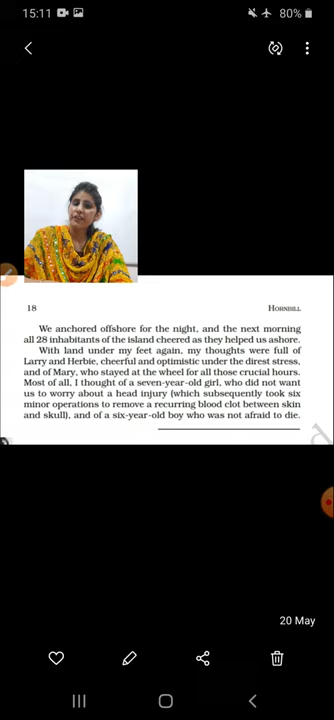 15:11
80%
18
HORNBILL
We anchored offshore for the night, and the next morning
all 28 inhabitants of the island cheered as they helped us ashore.
With land under my feet again, my thoughts were full of
Larry and Herbie, cheerful and optimistic under the direst stress,
and of Mary, who stayed at the wheel for all those crucial hours.
Most of all, I thought of a seven-year-old girl, who did not want
us to worry about a head injury (which subsequently took six
minor operations to remove a recurring blood clot between skin
and skull), and of a six-year-old boy who was not afraid to die.
20 May